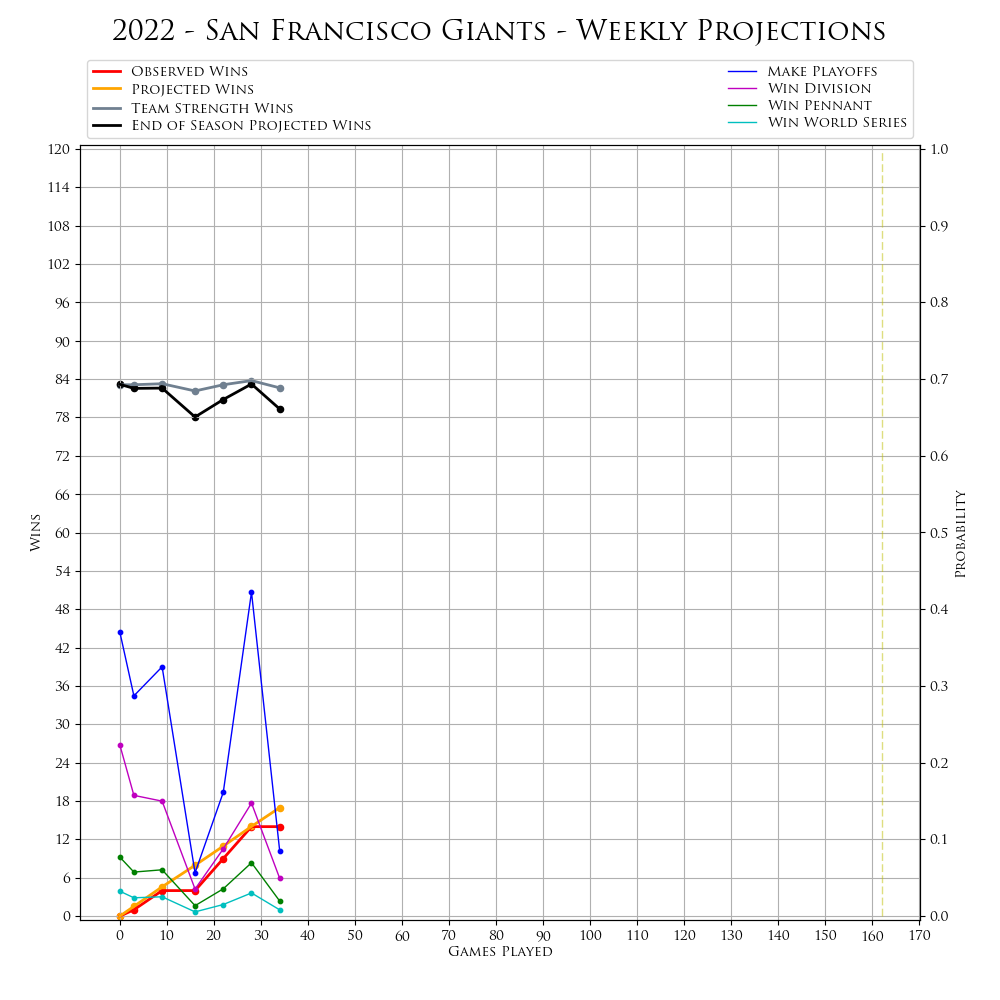 2022 - San Francisco Giants - Weekly Projections
Observed Wins
Projected Wins
Team Strength Wins
End of Season Projected Wins
Make Playoffs
Win Division
Win Pennant
Win World Series
120
114
108
102
96
90
84
78
72
66
60
54
48
42
36
30
24
18
12
6
0
Wins
1.0
0.9
0.8
0.7
0.6
0.5
0.4
0.3
0.2
0.1
0.0
Probability
0 10 20 30 40 50 60 70 80 90 100 110 120 130 140 150 160 170
Games Played